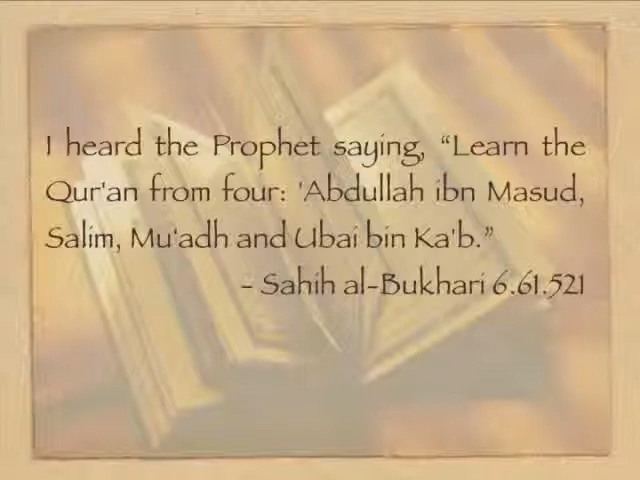 I heard the Prophet saying, “Learn the
Qur'an from four: 'Abdullah ibn Masud,
Salim, Mu'adh and Ubai bin Ka'b.”
- Sahih al-Bukhari 6.61.521